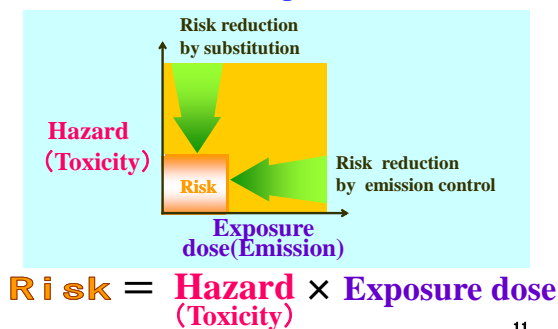 Risk reduction
by substitution
Hazard
（Toxicity）
Risk
Risk reduction
by emission control
Exposure
dose(Emission)
Risk = Hazard × Exposure dose
（Toxicity）
11